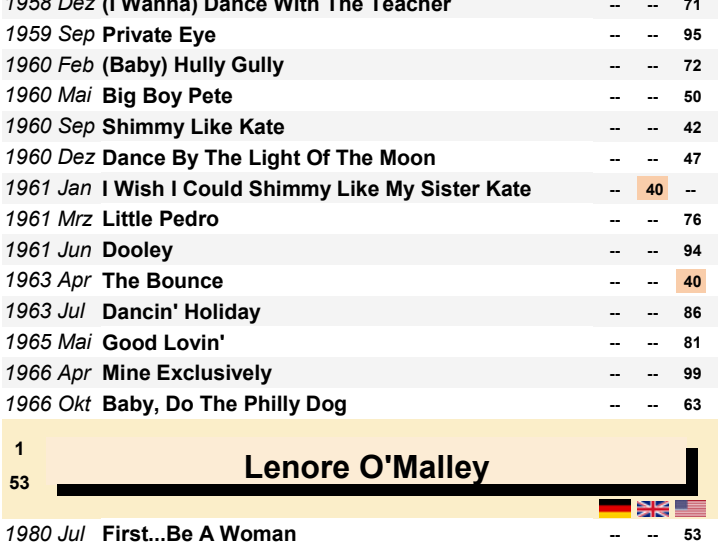 1958 Dez (I Wanna) Dance With The Teacher -- -- 71
1959 Sep Private Eye -- -- 95
1960 Feb (Baby) Hully Gully -- -- 72
1960 Mai Big Boy Pete -- -- 50
1960 Sep Shimmy Like Kate -- -- 42
1960 Dez Dance By The Light Of The Moon -- -- 47
1961 Jan I Wish I Could Shimmy Like My Sister Kate -- 40 --
1961 Mrz Little Pedro -- -- 76
1961 Jun Dooley -- -- 94
1963 Apr The Bounce -- -- 40
1963 Jul Dancin' Holiday -- -- 86
1965 Mai Good Lovin' -- -- 81
1966 Apr Mine Exclusively -- -- 99
1966 Okt Baby, Do The Philly Dog -- -- 63
1
Lenore O'Malley
53
1980 Jul First...Be A Woman -- -- 53